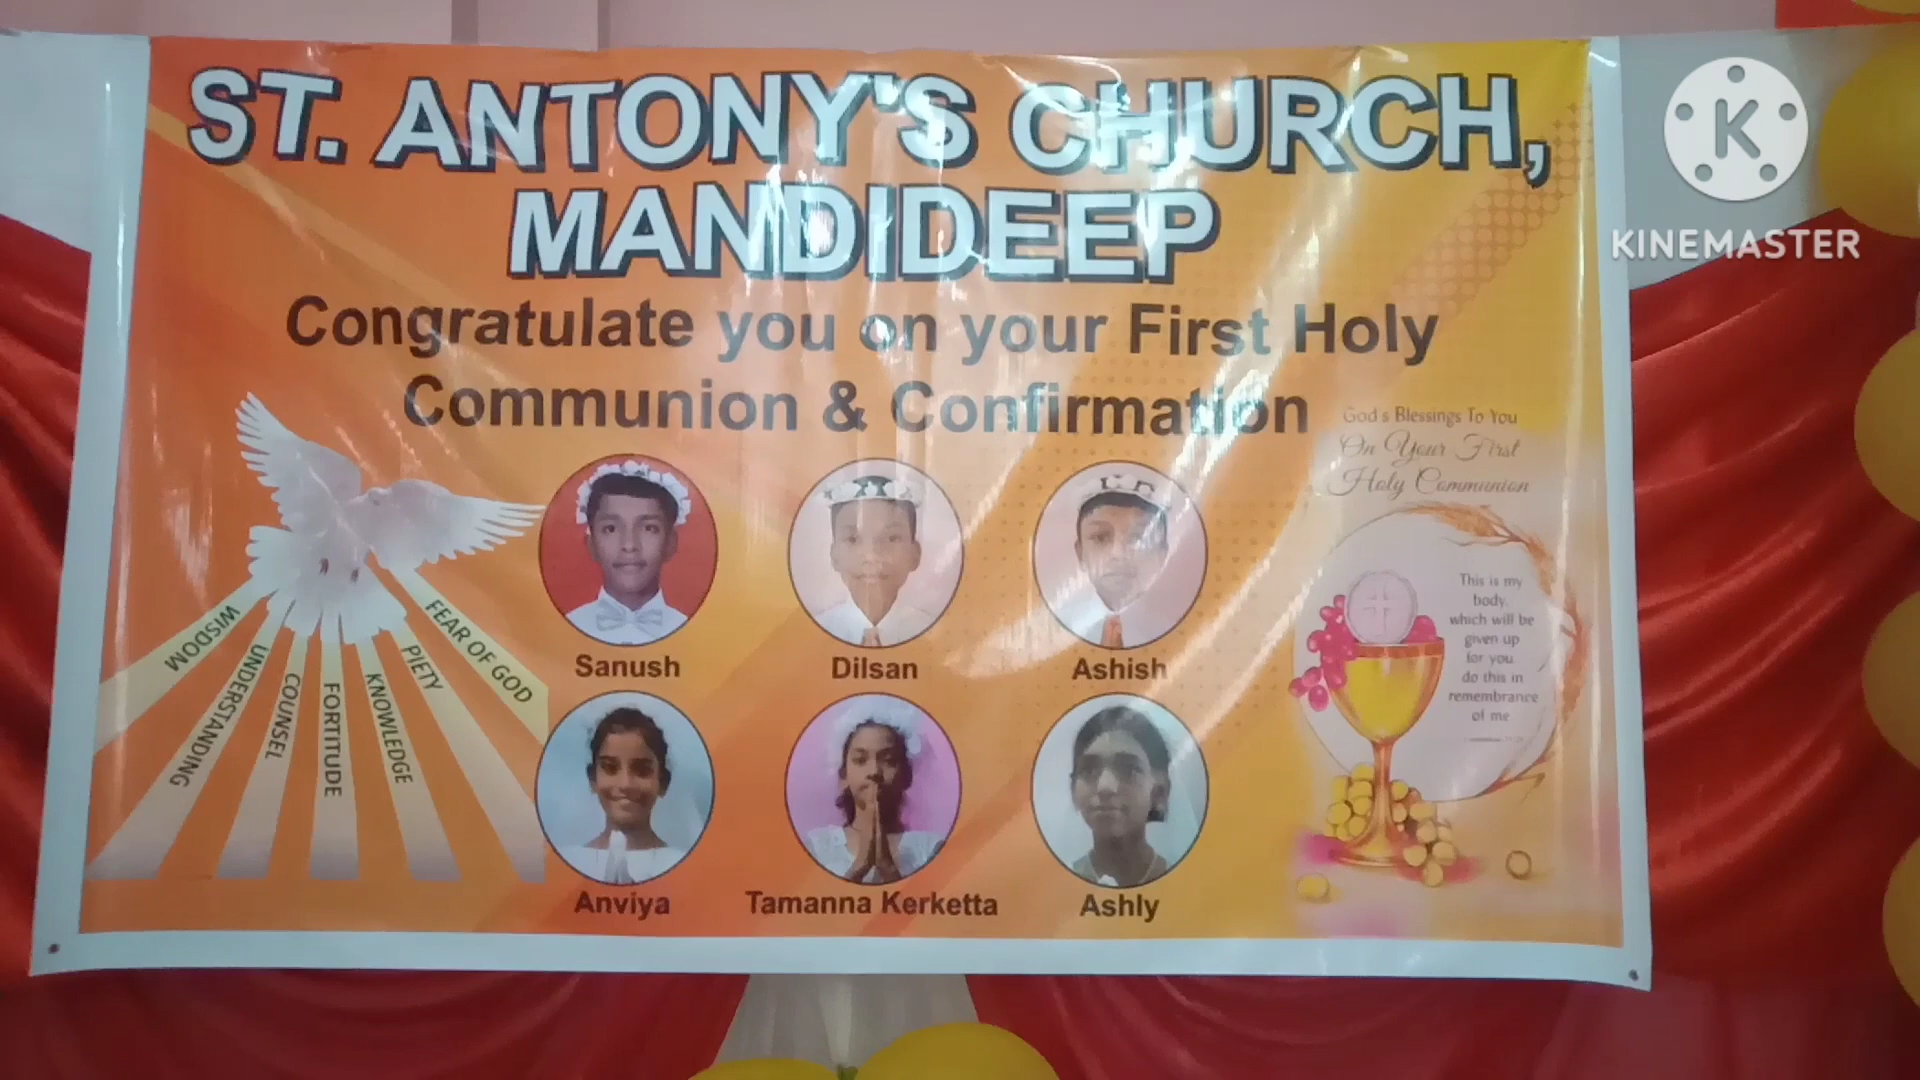 ST. ANTONY'S CHURCH,
MANDIDEEP
Congratulate you on your First Holy
Communion & Confirmation
God's Blessings To You
On Your First
Holy Communion
WISDOM
UNDERSTANDING
COUNSEL
FORTITUDE
KNOWLEDGE
PIETY
FEAR OF GOD
Sanush
Dilsan
Ashish
Anviya
Tamanna Kerketta
Ashly
This is my
body,
which will be
given up
for you
do this in
remembrance
of me
K
KINEMASTER